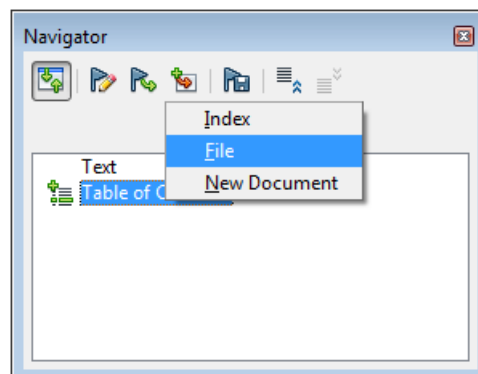 Navigator
Index
File
New Document
Text
Table of C